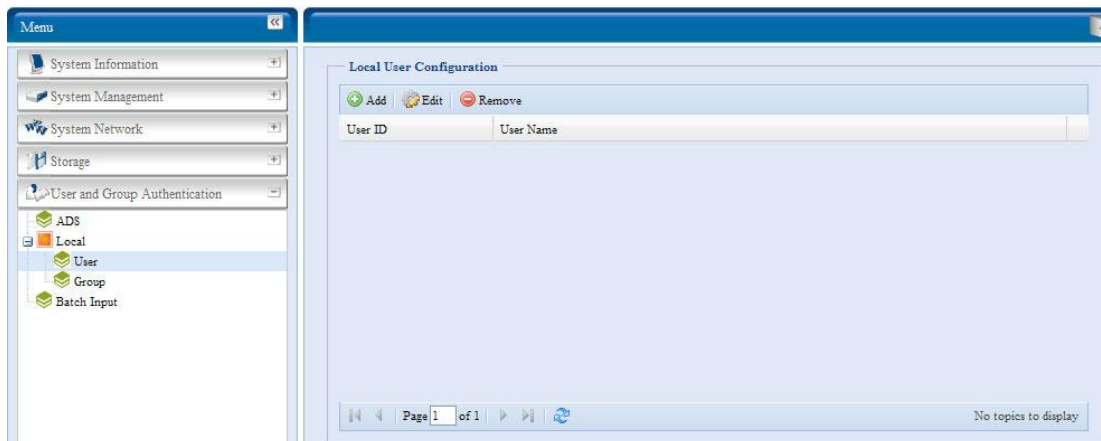 Menu
System Information
System Management
System Network
Storage
User and Group Authentication
ADS
Local
User
Group
Batch Input
Local User Configuration
Add Edit Remove
User ID User Name
Page 1 of 1 No topics to display